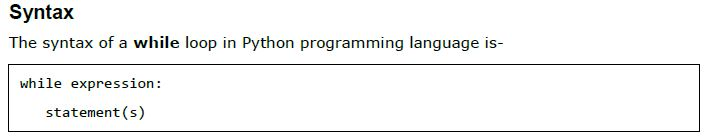 Syntax
The syntax of a while loop in Python programming language is-
while expression:
statement(s)